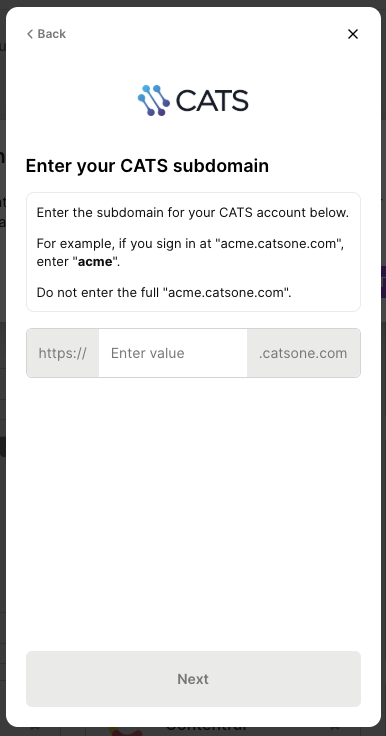 Back
CATS
Enter your CATS subdomain
Enter the subdomain for your CATS account below.
For example, if you sign in at "acme.catsone.com",
enter "acme".
Do not enter the full "acme.catsone.com".
https://
Enter value
.catsone.com
Next